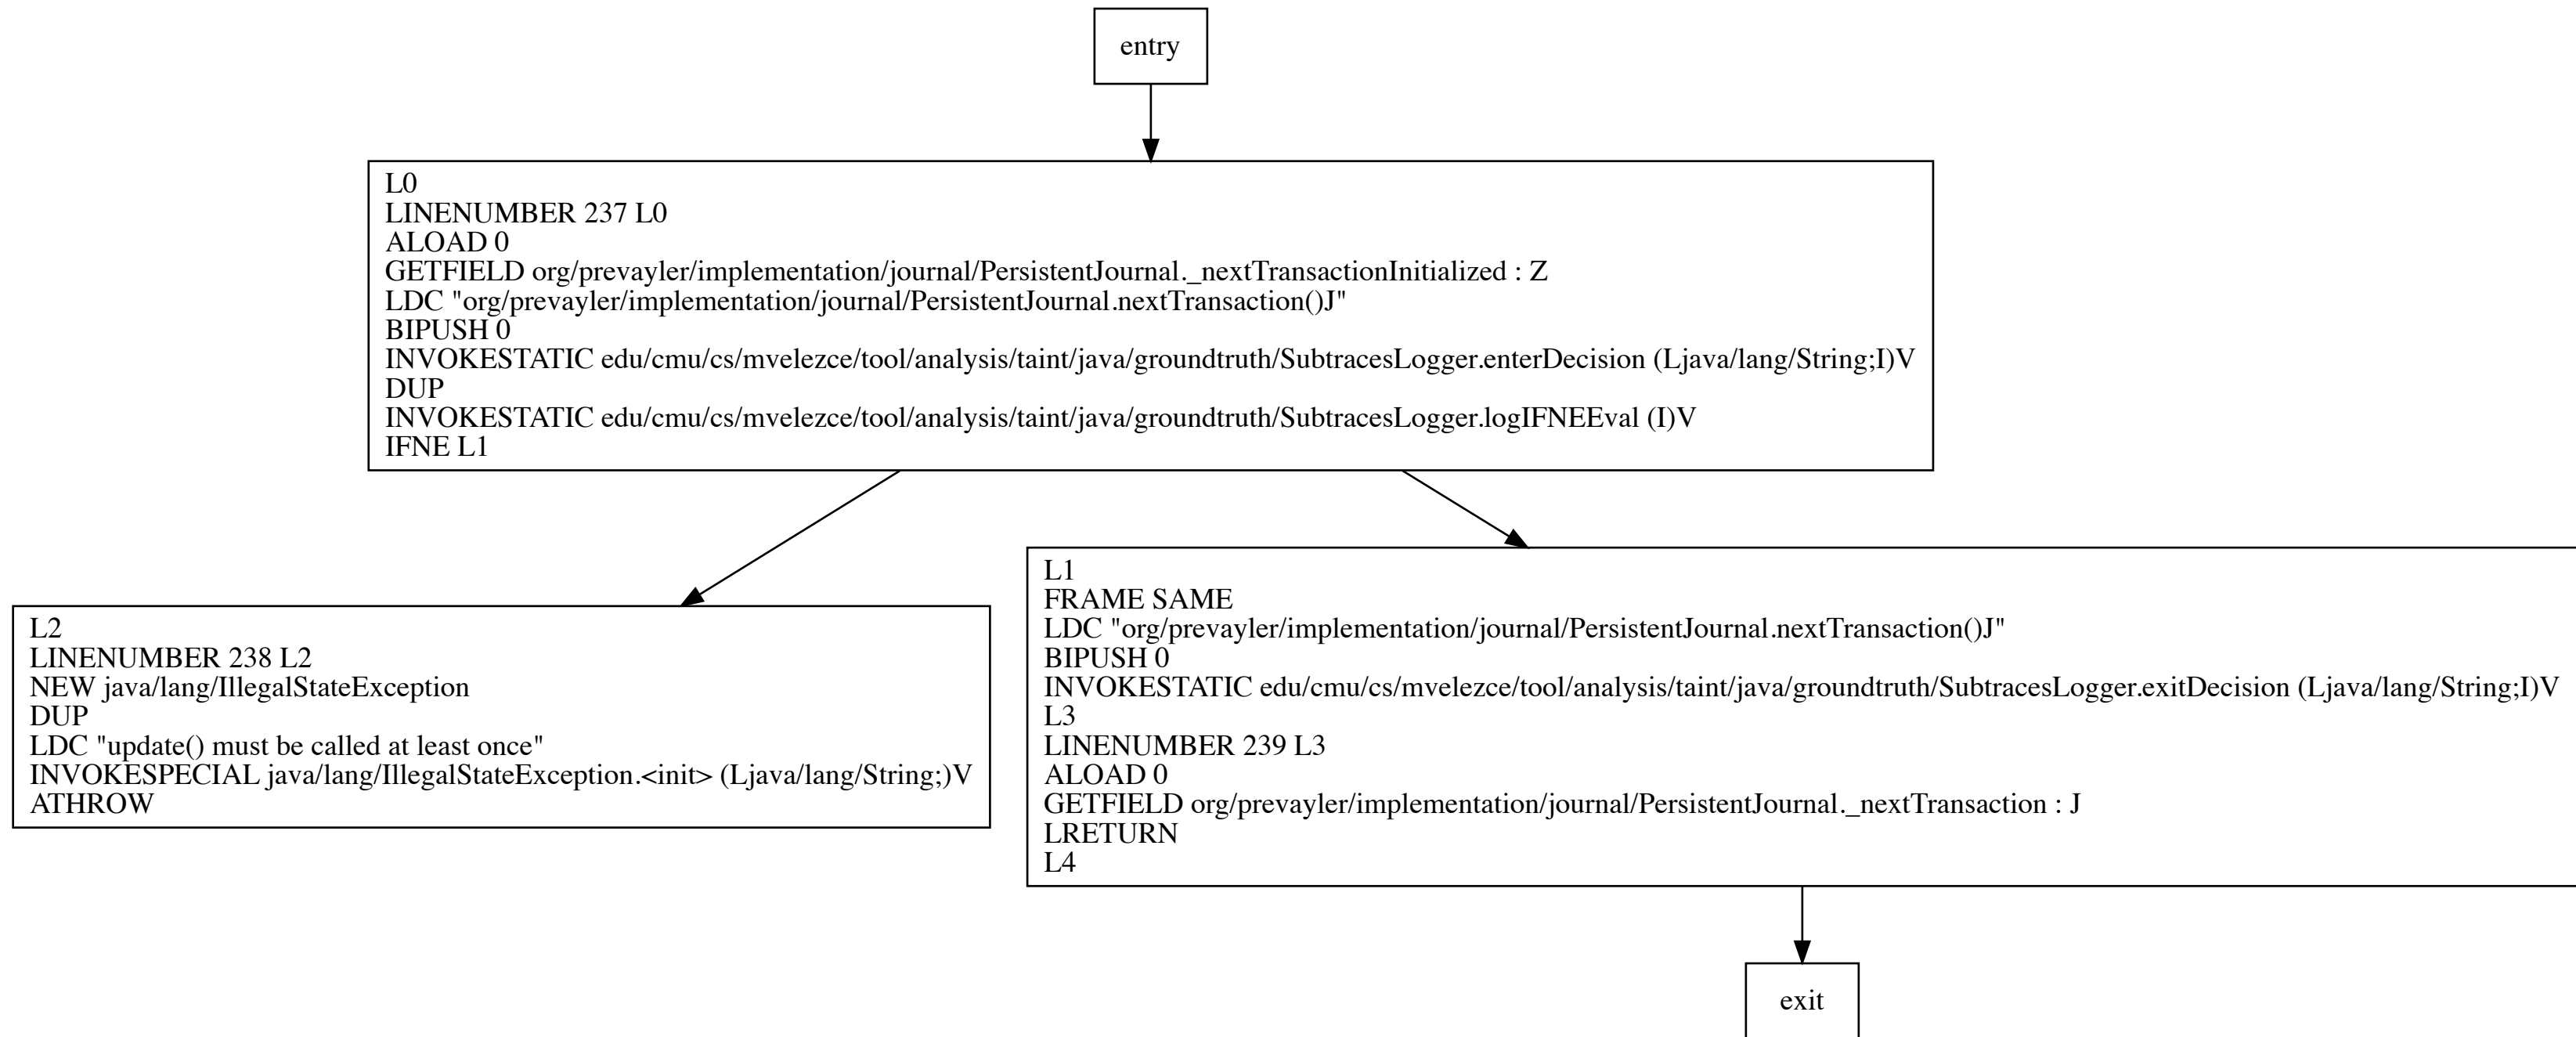 entry
L0
LINENUMBER 237 L0
ALOAD 0
GETFIELD org/prevayler/implementation/journal/PersistentJournal._nextTransactionInitialized : Z
LDC "org/prevayler/implementation/journal/PersistentJournal.nextTransaction()J"
BIPUSH 0
INVOKESTATIC edu/cmu/cs/mvelezce/tool/analysis/taint/java/groundtruth/SubtracesLogger.enterDecision (Ljava/lang/String;I)V
DUP
INVOKESTATIC edu/cmu/cs/mvelezce/tool/analysis/taint/java/groundtruth/SubtracesLogger.logIFNEEval (I)V
IFNE L1
L2
LINENUMBER 238 L2
NEW java/lang/IllegalStateException
DUP
LDC "update() must be called at least once"
INVOKESPECIAL java/lang/IllegalStateException.<init> (Ljava/lang/String;)V
ATHROW
L1
FRAME SAME
LDC "org/prevayler/implementation/journal/PersistentJournal.nextTransaction()J"
BIPUSH 0
INVOKESTATIC edu/cmu/cs/mvelezce/tool/analysis/taint/java/groundtruth/SubtracesLogger.exitDecision (Ljava/lang/String;I)V
L3
LINENUMBER 239 L3
ALOAD 0
GETFIELD org/prevayler/implementation/journal/PersistentJournal._nextTransaction : J
LRETURN
L4
exit